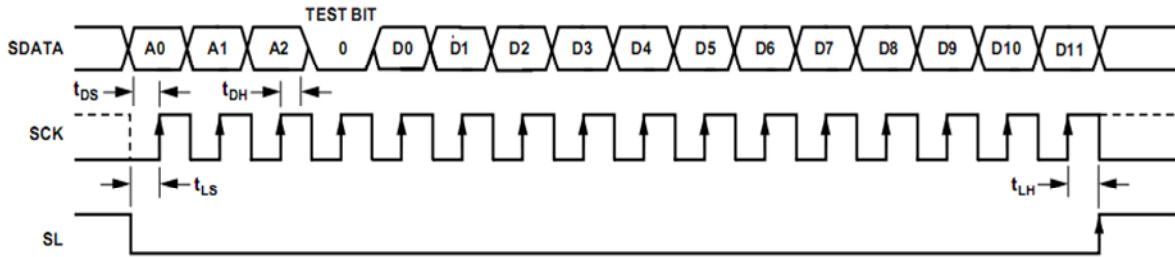 TEST BIT
SDATA A0 A1 A2 0 D0 D1 D2 D3 D4 D5 D6 D7 D8 D9 D10 D11
tDS tDH
SCK
tLS tLH
SL